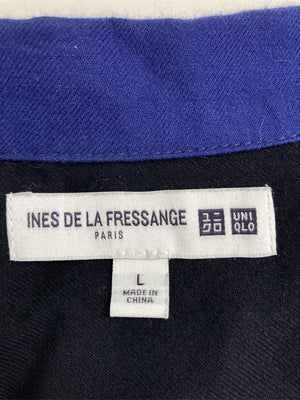 INES DE LA FRESSANGE
PARIS
ユニ
クロ
UNI
QLO
L
MADE IN
CHINA